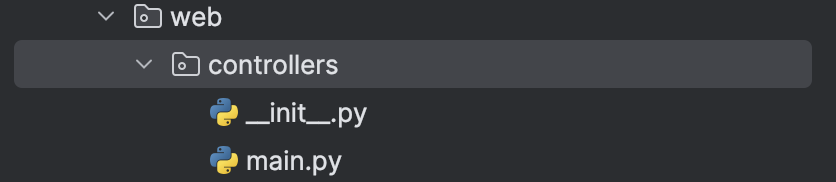 web
controllers
__init__.py
main.py